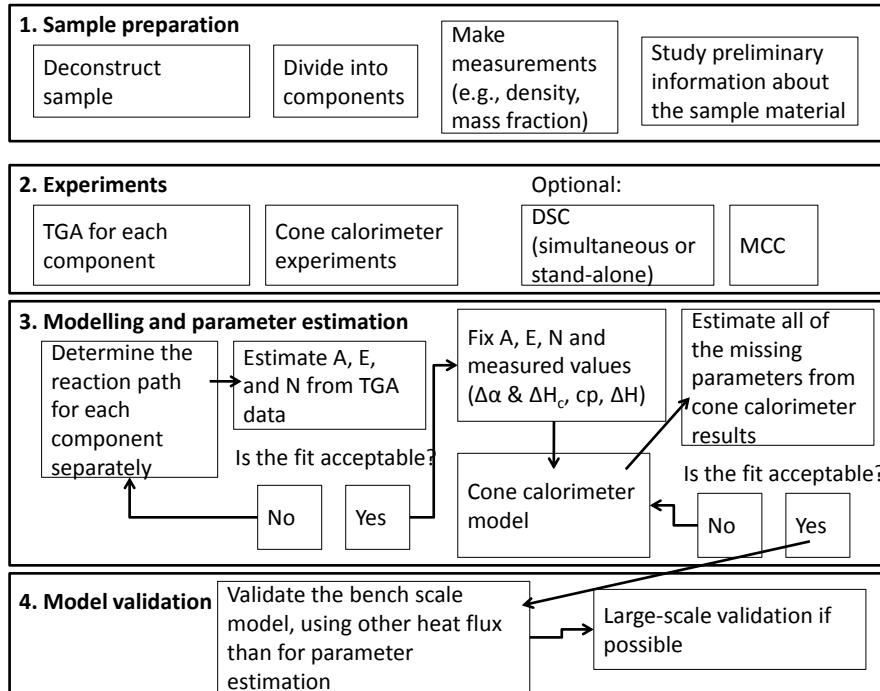 1. Sample preparation
Deconstruct
sample
Divide into
components
Make
measurements
(e.g., density,
mass fraction)
Study preliminary
information about
the sample material
2. Experiments
Optional:
TGA for each
component
Cone calorimeter
experiments
DSC
(simultaneous or
stand-alone)
MCC
3. Modelling and parameter estimation
Determine the
reaction path
for each
component
separately
Estimate A, E,
and N from TGA
data
Is the fit acceptable?
No
Yes
Fix A, E, N and
measured values
(Δα & ΔHc, cp, ΔH)
Cone calorimeter
model
Estimate all of
the missing
parameters from
cone calorimeter
results
Is the fit acceptable?
No
Yes
4. Model validation
Validate the bench scale
model, using other heat flux
than for parameter
estimation
Large-scale validation if
possible